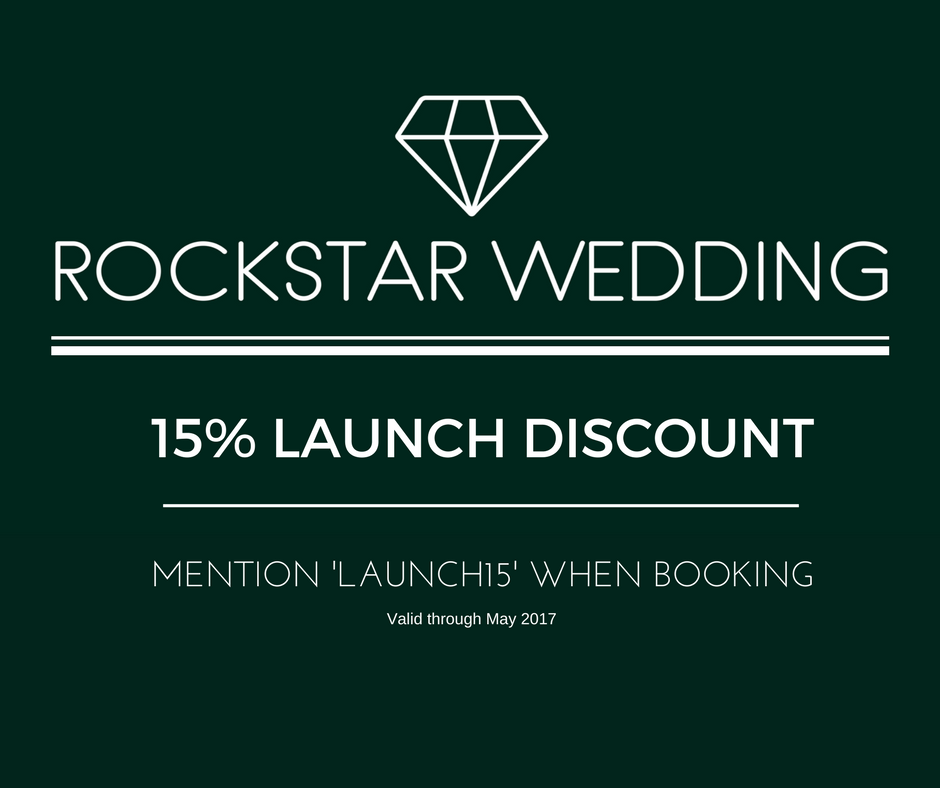 ROCKSTAR WEDDING
15% LAUNCH DISCOUNT
MENTION 'LAUNCH15' WHEN BOOKING
Valid through May 2017